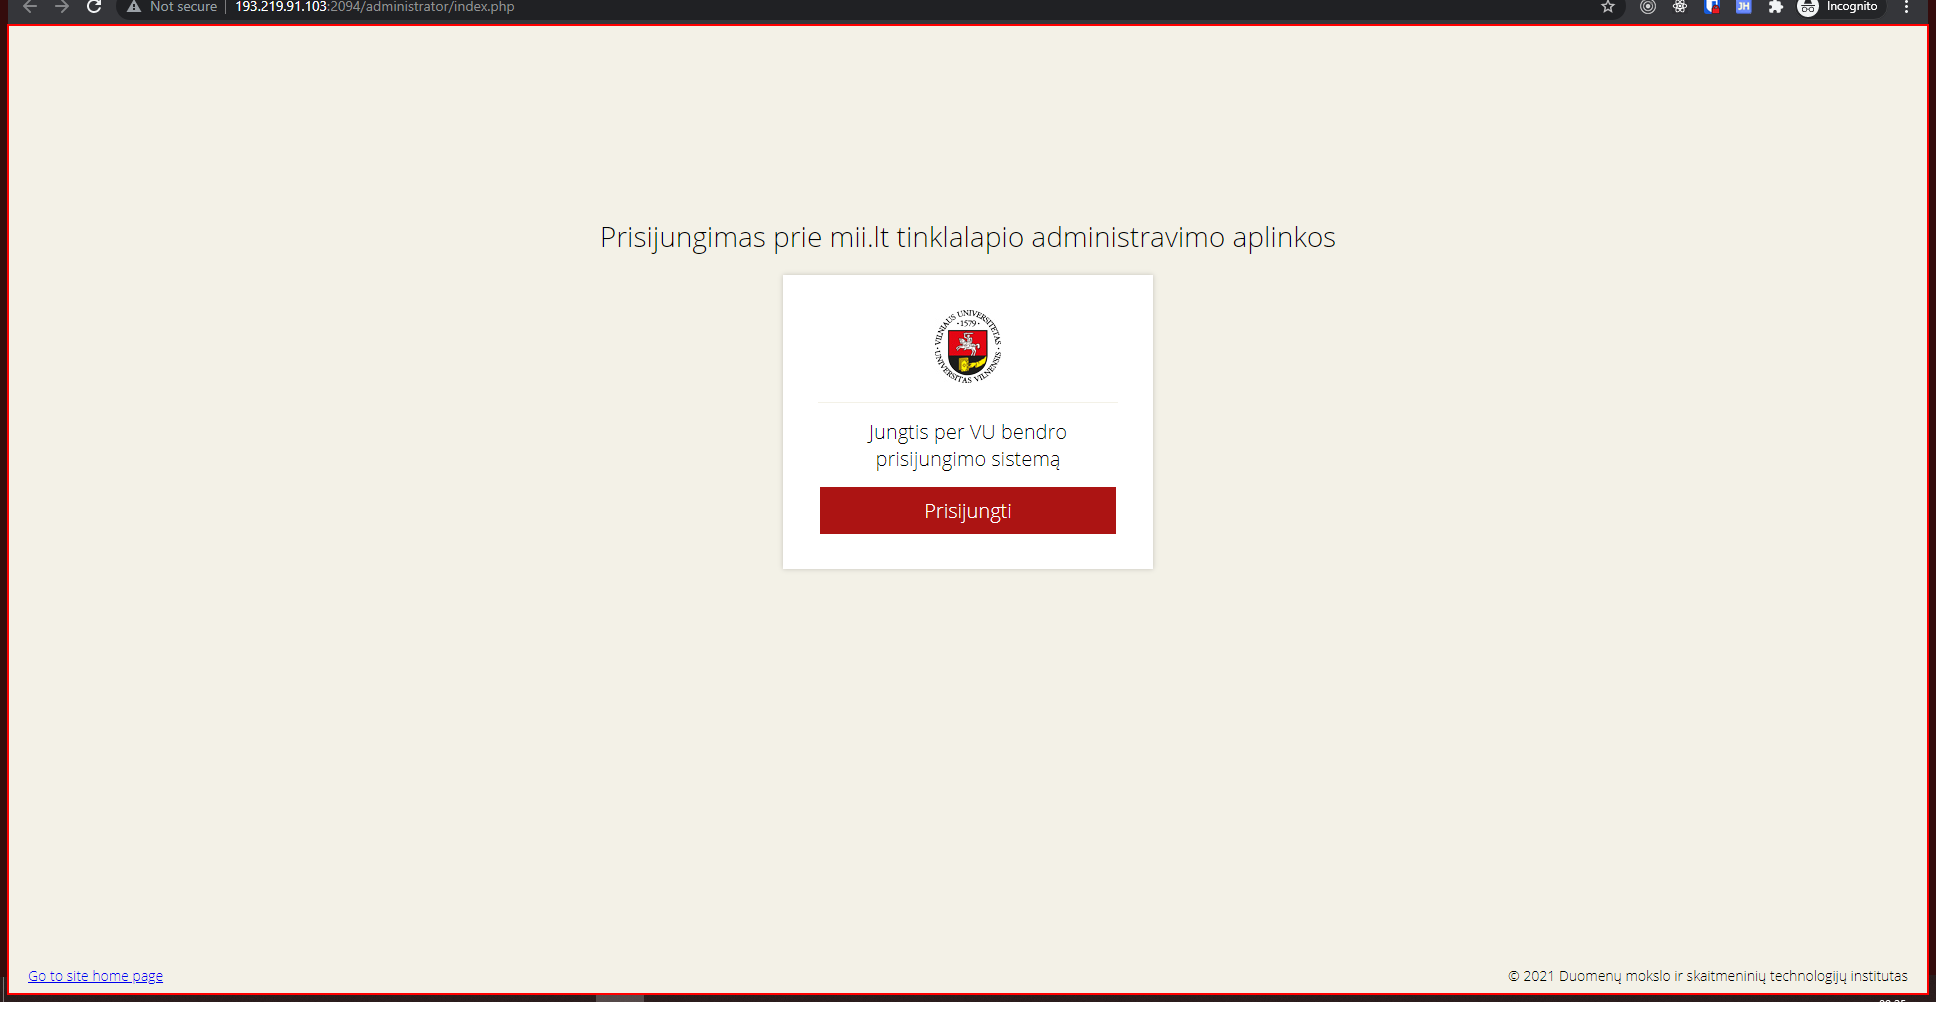 Not secure
193.219.91.103:2094/administrator/index.php
JH
Incognito
Prisijungimas prie mii.lt tinklalapio administravimo aplinkos
VILNIAUS UNIVERSITETAS
·1579·
UNIVERSITAS VILNENSIS
Jungtis per VU bendro
prisijungimo sistemą
Prisijungti
Go to site home page
© 2021 Duomenų mokslo ir skaitmeninių technologijų institutas